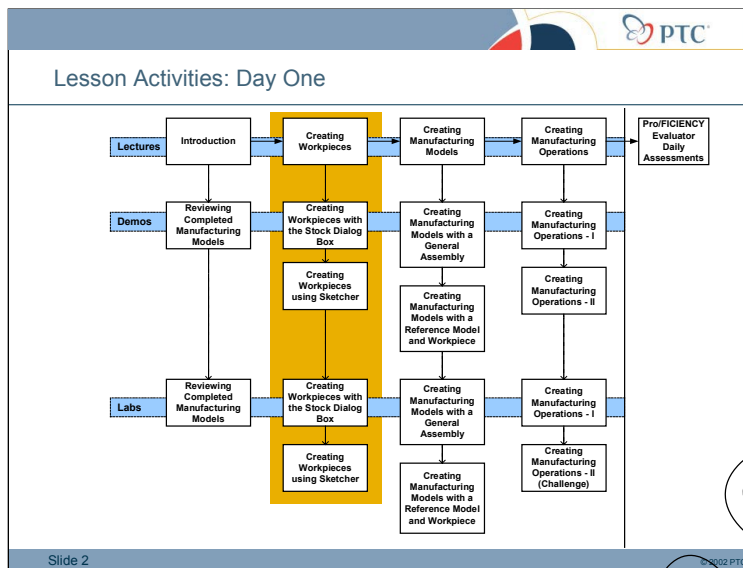 PTC
Lesson Activities: Day One
Lectures
Introduction
Creating
Workpieces
Creating
Manufacturing
Models
Creating
Manufacturing
Operations
Pro/FICIENCY
Evaluator
Daily
Assessments
Demos
Reviewing
Completed
Manufacturing
Models
Creating
Workpieces with
the Stock Dialog
Box
Creating
Workpieces
using Sketcher
Creating
Manufacturing
Models with a
General
Assembly
Creating
Manufacturing
Models with a
Reference Model
and Workpiece
Creating
Manufacturing
Operations - I
Creating
Manufacturing
Operations - II
Labs
Reviewing
Completed
Manufacturing
Models
Creating
Workpieces with
the Stock Dialog
Box
Creating
Workpieces
using Sketcher
Creating
Manufacturing
Models with a
General
Assembly
Creating
Manufacturing
Models with a
Reference Model
and Workpiece
Creating
Manufacturing
Operations - I
Creating
Manufacturing
Operations - II
(Challenge)
Slide 2
© 2002 PTC